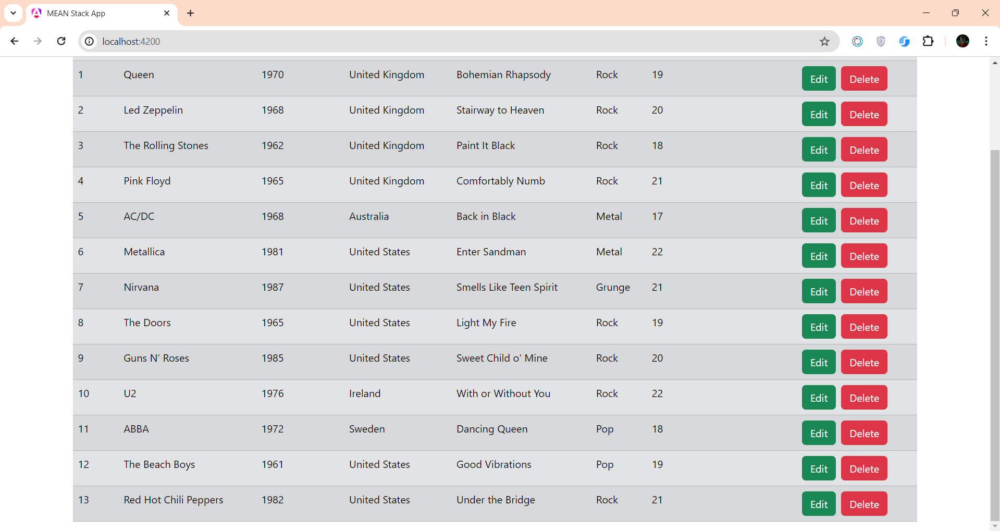 MEAN Stack App
localhost:4200
1 Queen 1970 United Kingdom Bohemian Rhapsody Rock 19 Edit Delete
2 Led Zeppelin 1968 United Kingdom Stairway to Heaven Rock 20 Edit Delete
3 The Rolling Stones 1962 United Kingdom Paint It Black Rock 18 Edit Delete
4 Pink Floyd 1965 United Kingdom Comfortably Numb Rock 21 Edit Delete
5 AC/DC 1968 Australia Back in Black Metal 17 Edit Delete
6 Metallica 1981 United States Enter Sandman Metal 22 Edit Delete
7 Nirvana 1987 United States Smells Like Teen Spirit Grunge 21 Edit Delete
8 The Doors 1965 United States Light My Fire Rock 19 Edit Delete
9 Guns N' Roses 1985 United States Sweet Child o' Mine Rock 20 Edit Delete
10 U2 1976 Ireland With or Without You Rock 22 Edit Delete
11 ABBA 1972 Sweden Dancing Queen Pop 18 Edit Delete
12 The Beach Boys 1961 United States Good Vibrations Pop 19 Edit Delete
13 Red Hot Chili Peppers 1982 United States Under the Bridge Rock 21 Edit Delete